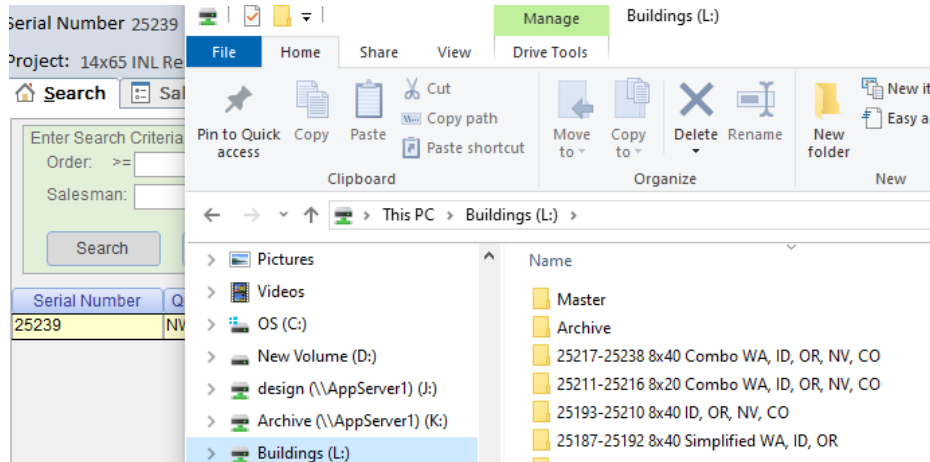 Serial Number 25239
Project: 14x65 INL Re
Search
Sal
Enter Search Criteria
Order: >=
Salesman:
Search
Serial Number
Q
25239
NW
Manage
Buildings (L:)
File
Home
Share
View
Drive Tools
Pin to Quick access
Copy
Paste
Cut
Copy path
Paste shortcut
Clipboard
Move to
Copy to
Delete
Rename
Organize
New folder
New it
Easy a
New
This PC > Buildings (L:) >
Pictures
Videos
OS (C:)
New Volume (D:)
design (\\AppServer1) (J:)
Archive (\\AppServer1) (K:)
Buildings (L:)
Name
Master
Archive
25217-25238 8x40 Combo WA, ID, OR, NV, CO
25211-25216 8x20 Combo WA, ID, OR, NV, CO
25193-25210 8x40 ID, OR, NV, CO
25187-25192 8x40 Simplified WA, ID, OR